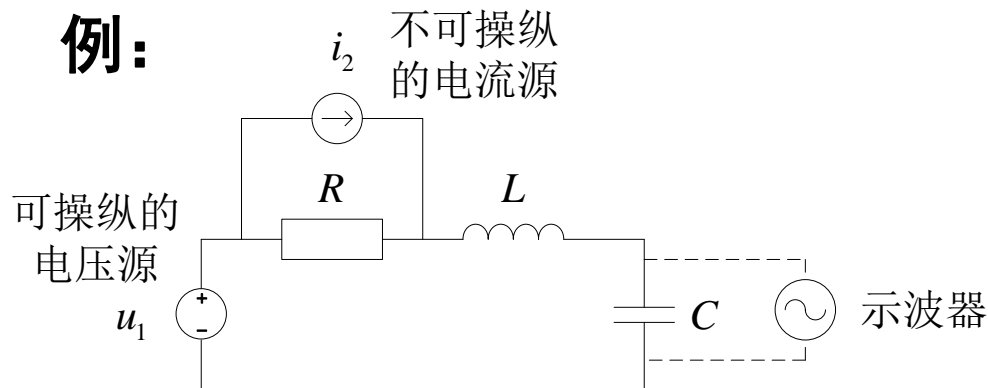 例：
i₂
不可操纵
的电流源
R
L
可操纵的
电压源
u₁
+
-
C
示波器